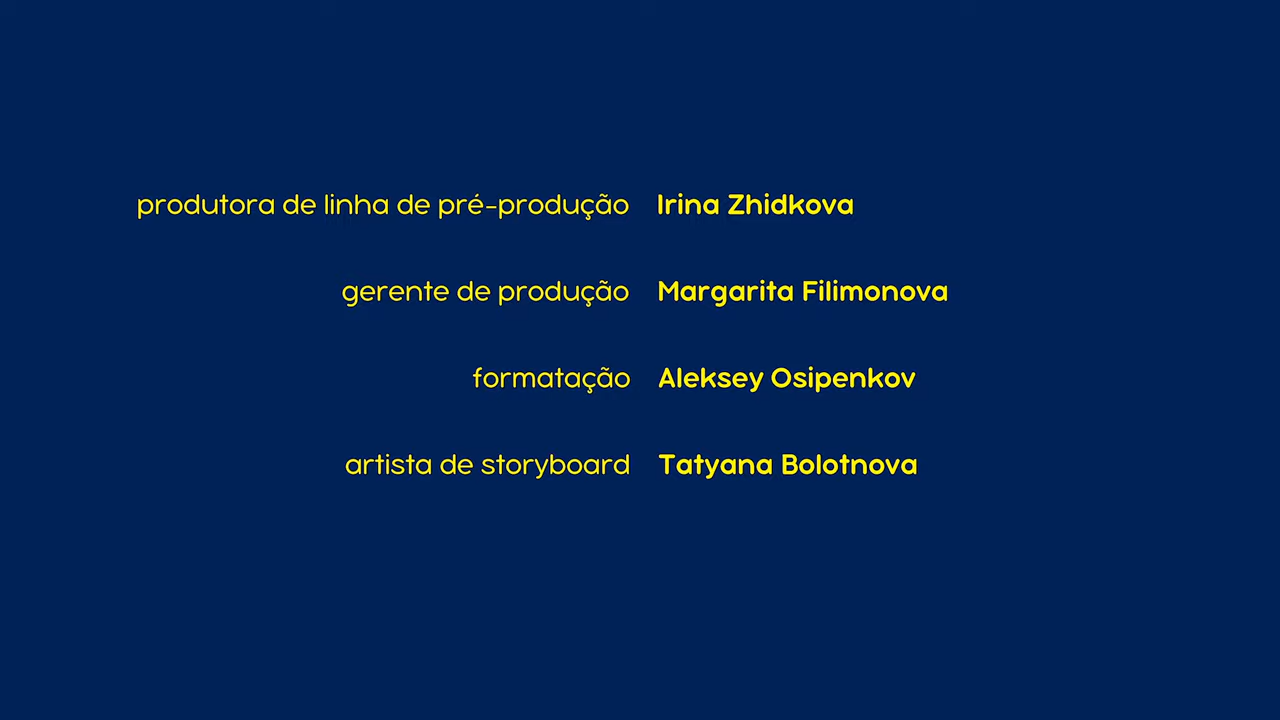 produtora de linha de pré-produção Irina Zhidkova
gerente de produção Margarita Filimonova
formatação Aleksey Osipenkov
artista de storyboard Tatyana Bolotnova